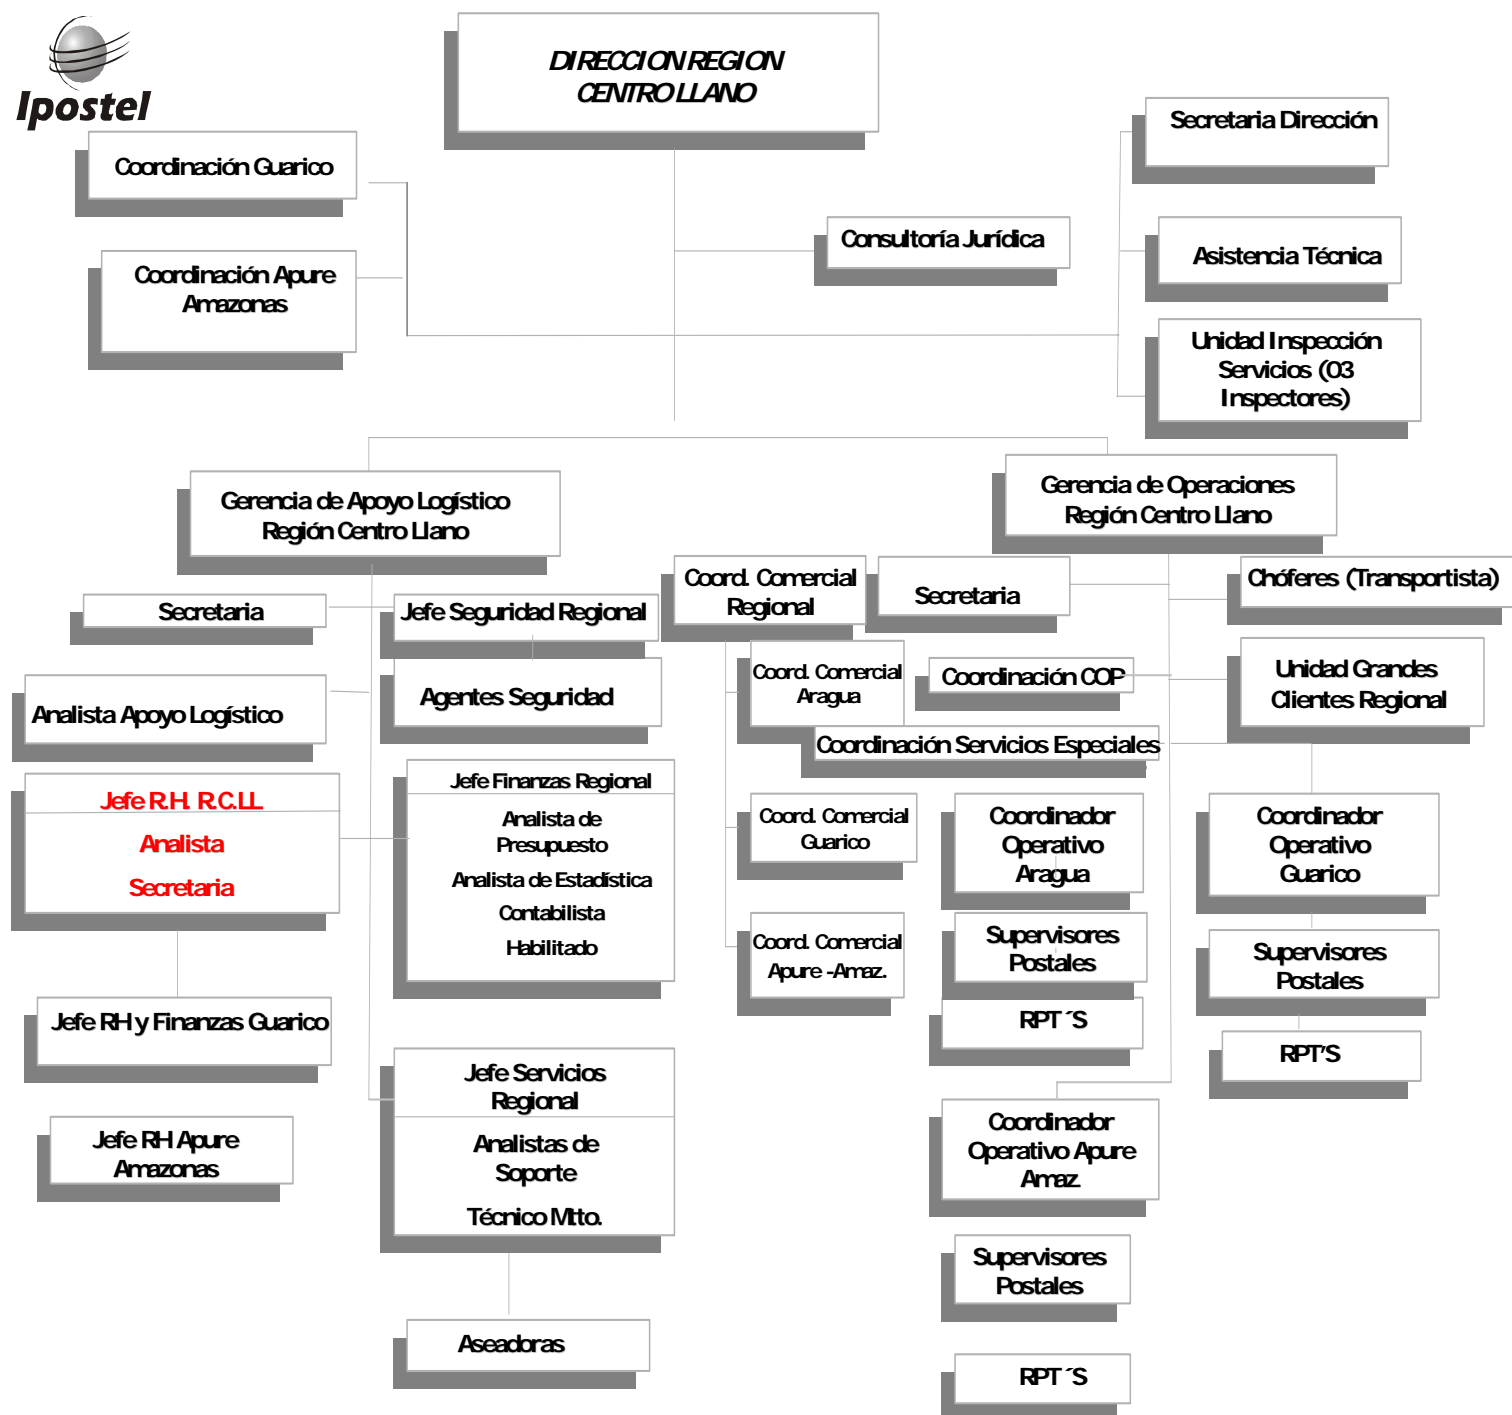 Ipostel
DIRECCION REGION
CENTRO LLANO
Secretaria Dirección
Coordinación Guarico
Consultoría Jurídica
Asistencia Técnica
Coordinación Apure
Amazonas
Unidad Inspección
Servicios (03
Inspectores)
Gerencia de Apoyo Logístico
Región Centro Llano
Gerencia de Operaciones
Región Centro Llano
Secretaria
Jefe Seguridad Regional
Agentes Seguridad
Analista Apoyo Logístico
Jefe R.H. R.C.LL
Analista
Secretaria
Jefe Finanzas Regional
Analista de
Presupuesto
Analista de Estadística
Contabilista
Habilitado
Jefe RH y Finanzas Guarico
Jefe RH Apure
Amazonas
Jefe Servicios
Regional
Analistas de
Soporte
Técnico Mtto.
Aseadoras
Coord. Comercial
Regional
Coord. Comercial
Aragua
Coord. Comercial
Guarico
Coord. Comercial
Apure -Amaz.
Secretaria
Chóferes (Transportista)
Coordinación COP
Unidad Grandes
Clientes Regional
Coordinación Servicios Especiales
Coordinador
Operativo
Aragua
Supervisores
Postales
RPT ´S
Coordinador
Operativo
Guarico
Supervisores
Postales
RPT'S
Coordinador
Operativo Apure
Amaz.
Supervisores
Postales
RPT ´S